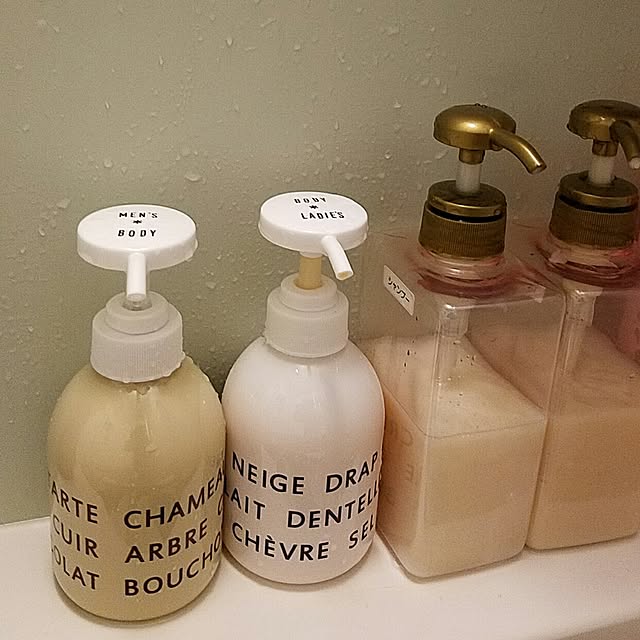 MEN'S
*
BODY
BODY
*
LADIES
シャンプー
ARTE CHAMEA
CUIR ARBRE
OLAT BOUCHO
NEIGE DRAP
LAIT DENTELL
CHÈVRE SEL